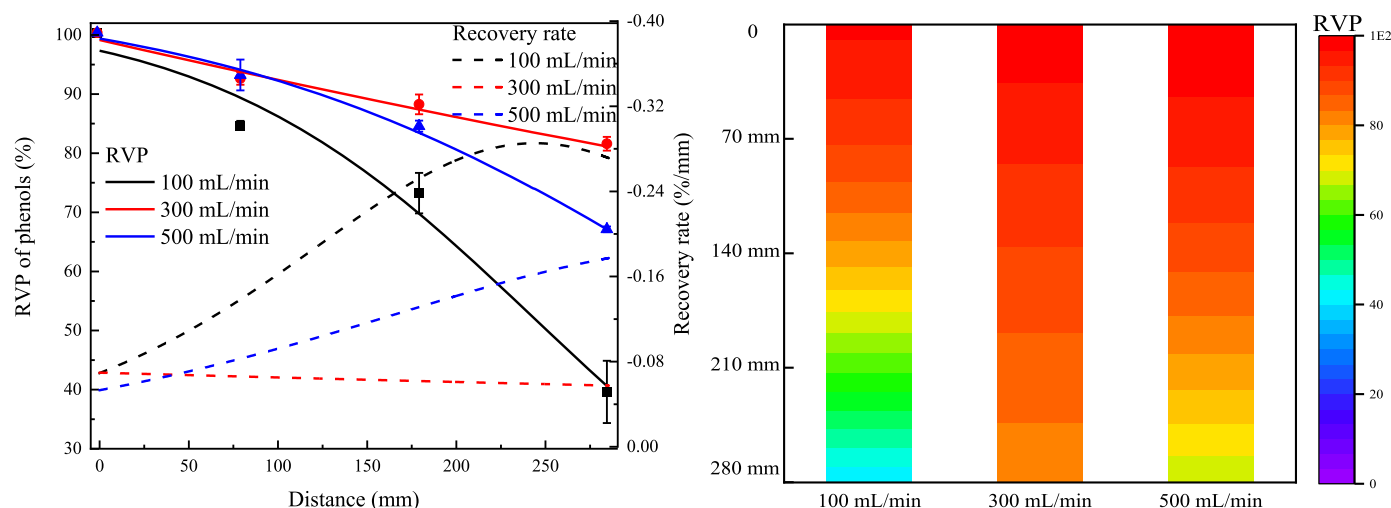 RVP of phenols (%)
100
90
80
70
60
50
40
30
0
50
100
150
200
250
Distance (mm)
Recovery rate
100 mL/min
300 mL/min
500 mL/min
RVP
100 mL/min
300 mL/min
500 mL/min
-0.40
-0.32
-0.24
-0.16
-0.08
0.00
Recovery rate (%/mm)
0
70 mm
140 mm
210 mm
280 mm
100 mL/min
300 mL/min
500 mL/min
RVP
1E2
80
60
40
20
0